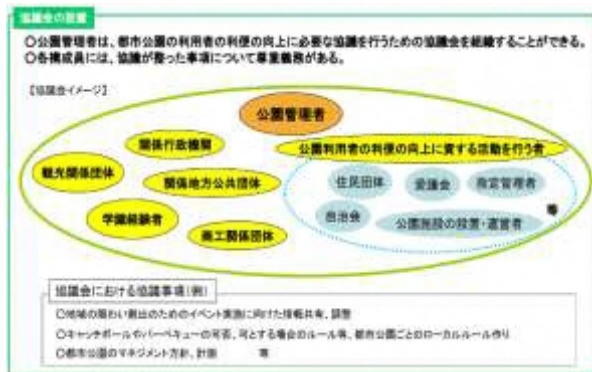 協議会の設置
○公園管理者は、都市公園の利用者の利便の向上に必要な協議を行うための協議会を組織することができる。
○各構成員には、協議が整った事項について尊重義務がある。
【協議会イメージ】
公園管理者
関係行政機関
公園利用者の利便の向上に資する活動を行う者
観光関係団体
関係地方公共団体
住民団体
愛護会
指定管理者
学識経験者
自治会
公園施設の設置・運営者
等
商工関係団体
協議会における協議事項(例)
○地域の賑わい創出のためのイベント実施に向けた情報共有、調整
○キャッチボールやバーベキューの可否、可とする場合のルール等、都市公園ごとのローカルルール作り
○都市公園のマネジメント方針、計画 等